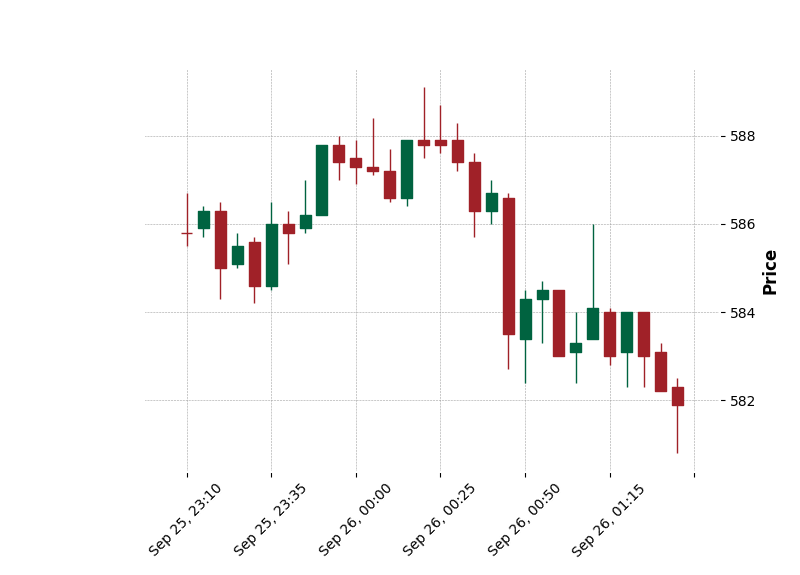 588
586
584
582
Price
Sep 25, 23:10
Sep 25, 23:35
Sep 26, 00:00
Sep 26, 00:25
Sep 26, 00:50
Sep 26, 01:15